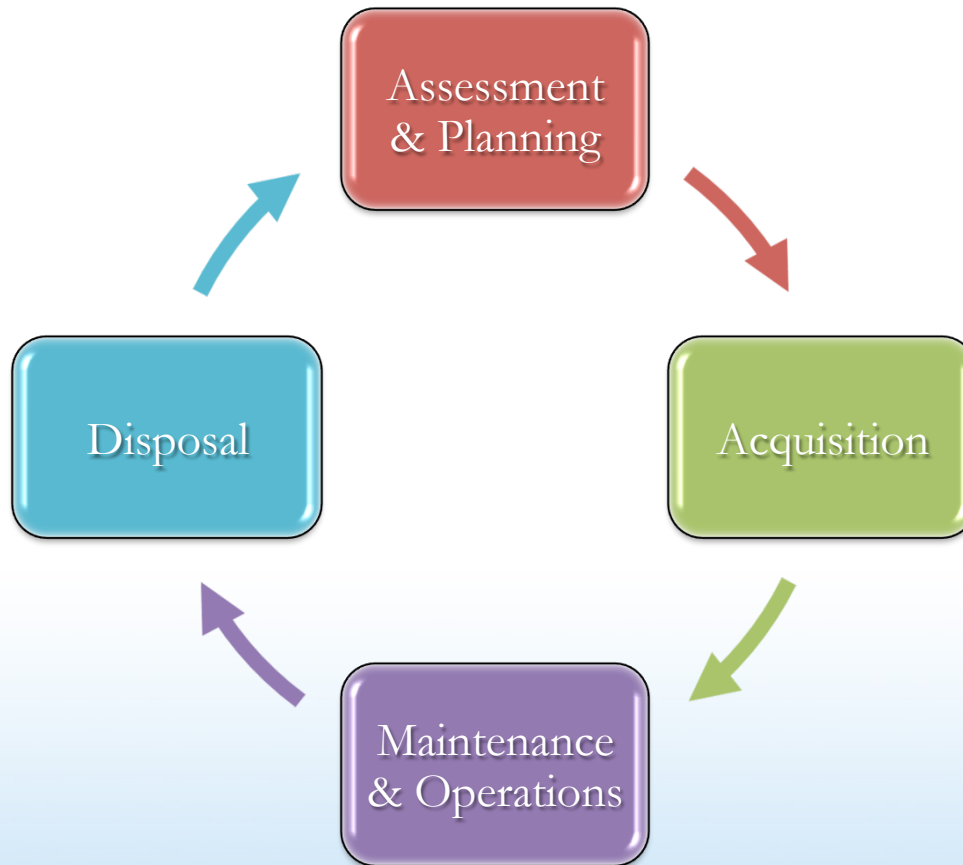 Assessment
& Planning
Disposal
Acquisition
Maintenance
& Operations